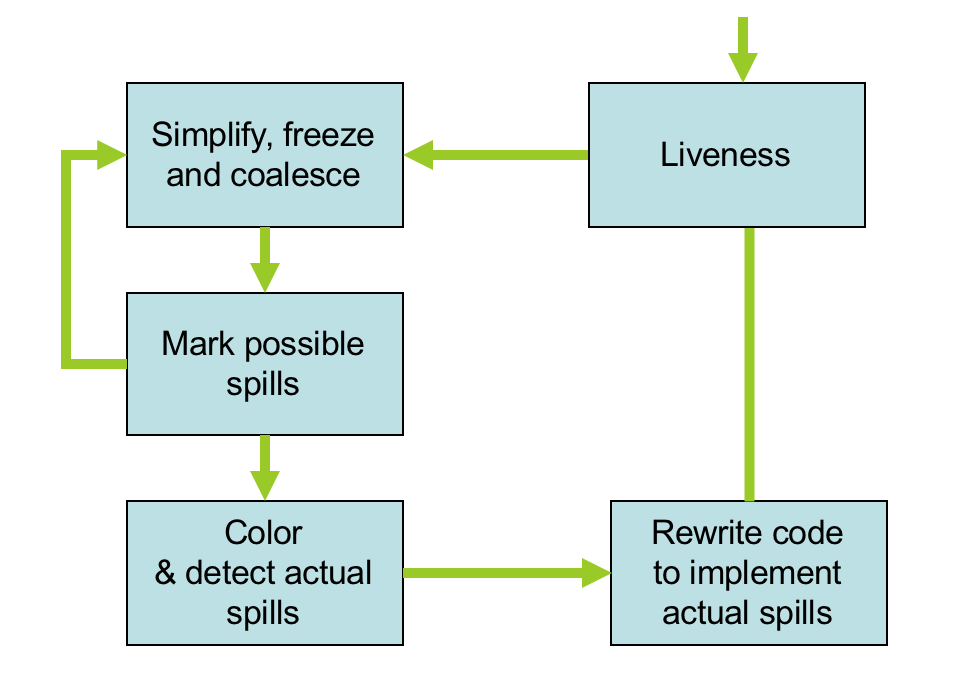 Simplify, freeze
and coalesce
Liveness
Mark possible
spills
Color
& detect actual
spills
Rewrite code
to implement
actual spills